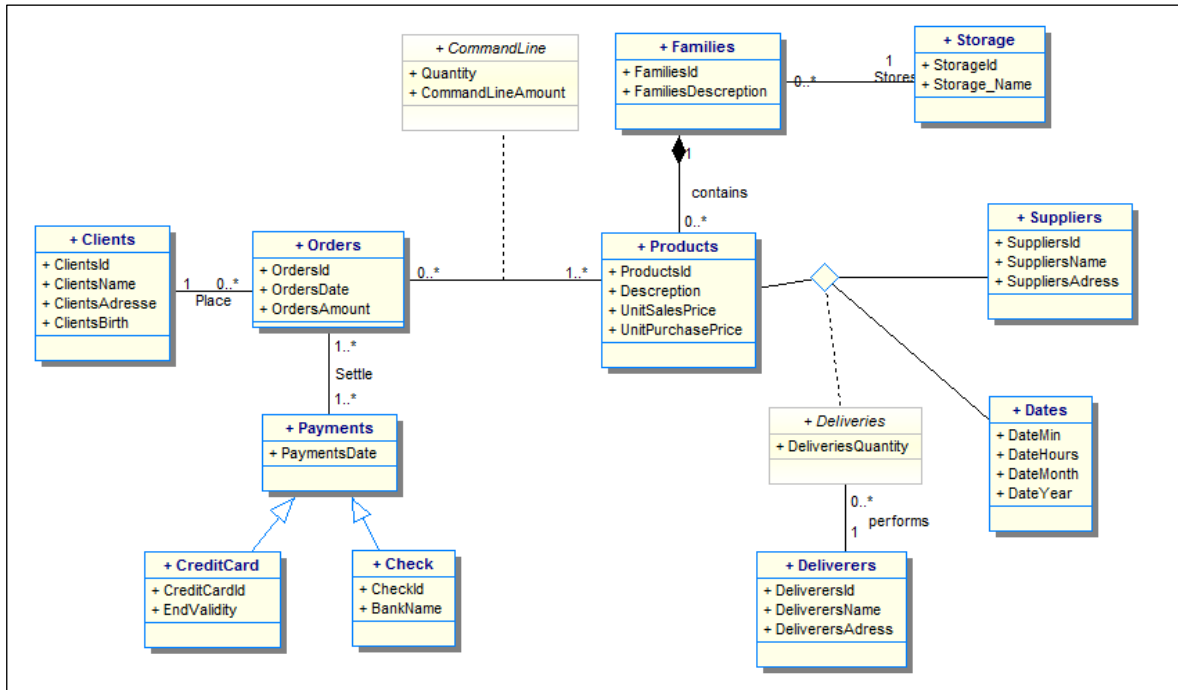 + CommandLine
+ Quantity
+ CommandLineAmount
+ Families
+ FamiliesId
+ FamiliesDescreption
0..*
1
Stores
+ Storage
+ StorageId
+ Storage_Name
1
contains
0..*
+ Clients
+ ClientsId
+ ClientsName
+ ClientsAdresse
+ ClientsBirth
1 0..*
Place
+ Orders
+ OrdersId
+ OrdersDate
+ OrdersAmount
0..*
1..*
+ Products
+ ProductsId
+ Descreption
+ UnitSalesPrice
+ UnitPurchasePrice
+ Suppliers
+ SuppliersId
+ SuppliersName
+ SuppliersAdress
1..*
Settle
1..*
+ Payments
+ PaymentsDate
+ Deliveries
+ DeliveriesQuantity
+ Dates
+ DateMin
+ DateHours
+ DateMonth
+ DateYear
0..*
performs
1
+ CreditCard
+ CreditCardId
+ EndValidity
+ Check
+ CheckId
+ BankName
+ Deliverers
+ DeliverersId
+ DeliverersName
+ DeliverersAdress